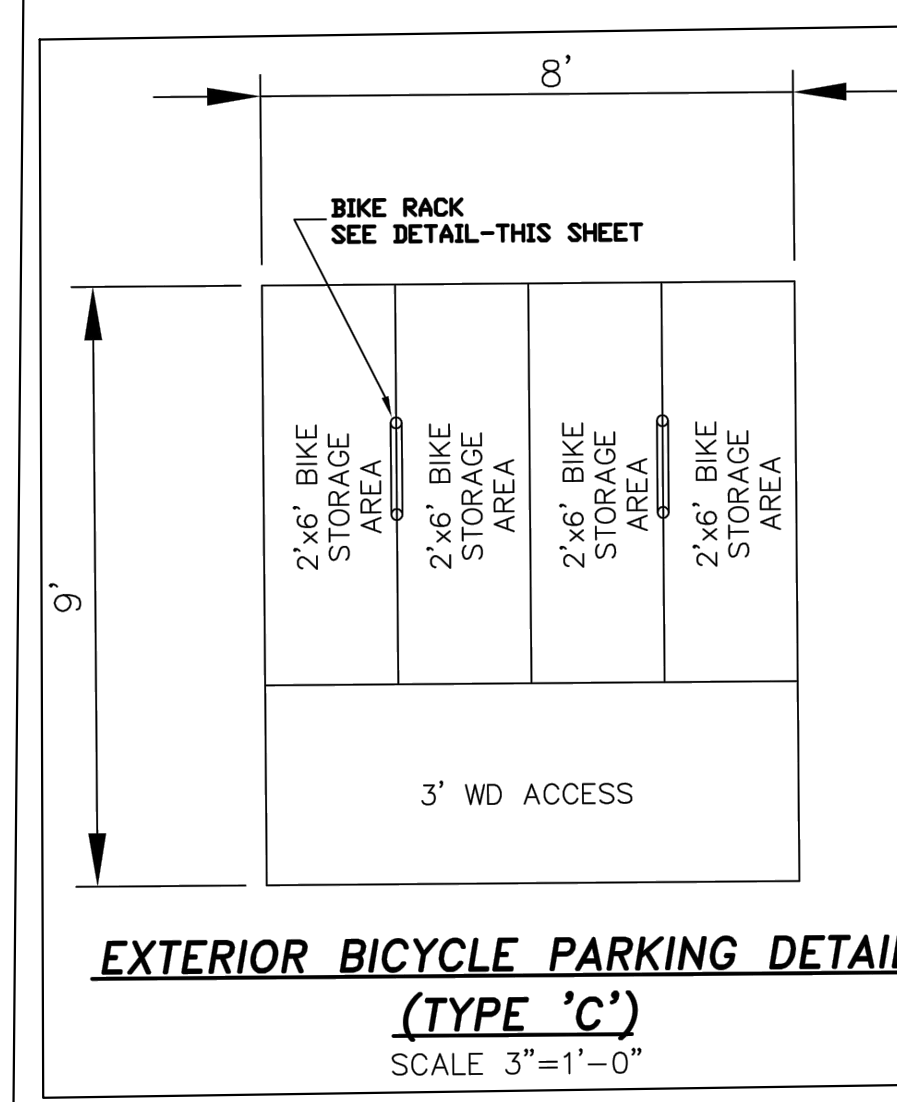 8'
BIKE RACK
SEE DETAIL-THIS SHEET
9'
2'x6' BIKE
STORAGE
AREA
2'x6' BIKE
STORAGE
AREA
2'x6' BIKE
STORAGE
AREA
2'x6' BIKE
STORAGE
AREA
3' WD ACCESS
EXTERIOR BICYCLE PARKING DETAIL
(TYPE 'C')
SCALE 3"=1'-0"